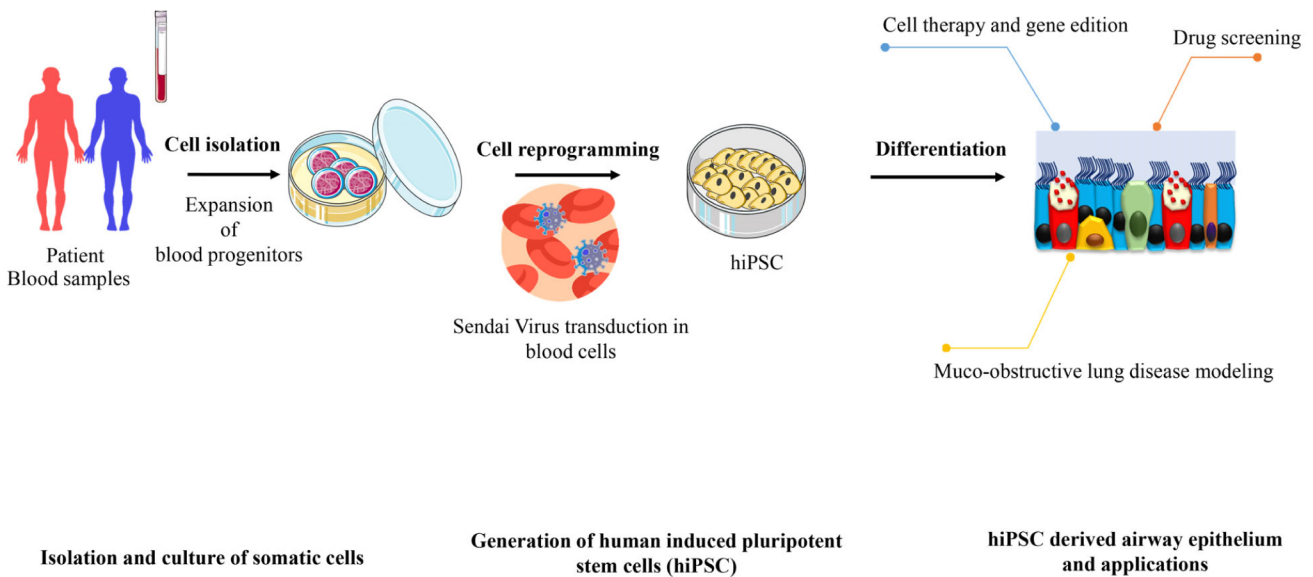 Cell therapy and gene edition
Drug screening
Cell isolation
Cell reprogramming
Differentiation
Expansion
of
blood progenitors
Patient
Blood samples
hiPSC
Sendai Virus transduction in
blood cells
Muco-obstructive lung disease modeling
Isolation and culture of somatic cells
Generation of human induced pluripotent
stem cells (hiPSC)
hiPSC derived airway epithelium
and applications